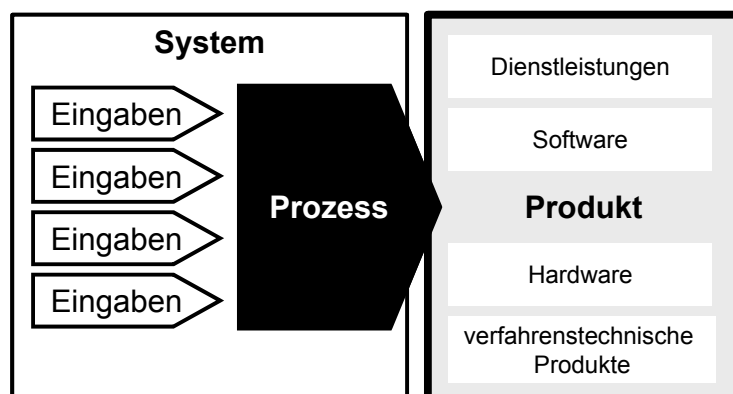 System
Eingaben
Eingaben
Eingaben
Eingaben
Prozess
Dienstleistungen
Software
Produkt
Hardware
verfahrenstechnische
Produkte